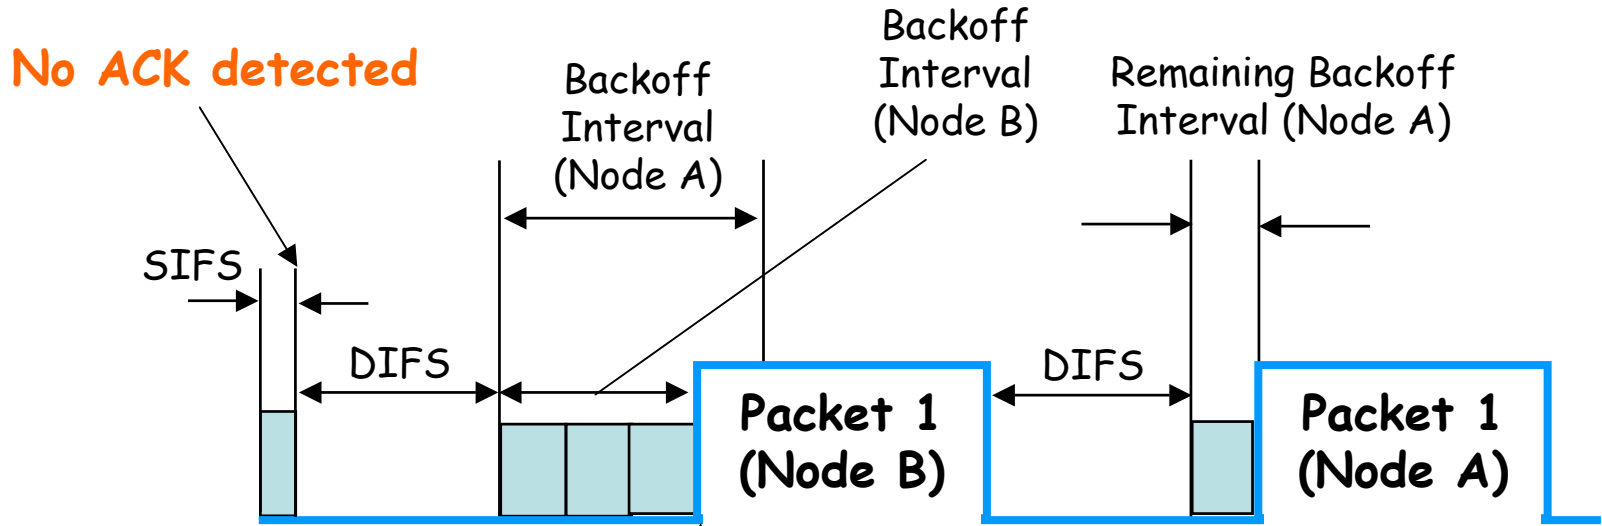 No ACK detected
Backoff
Interval
(Node A)
Backoff
Interval
(Node B)
Remaining Backoff
Interval (Node A)
SIFS
DIFS
DIFS
Packet 1
(Node B)
Packet 1
(Node A)